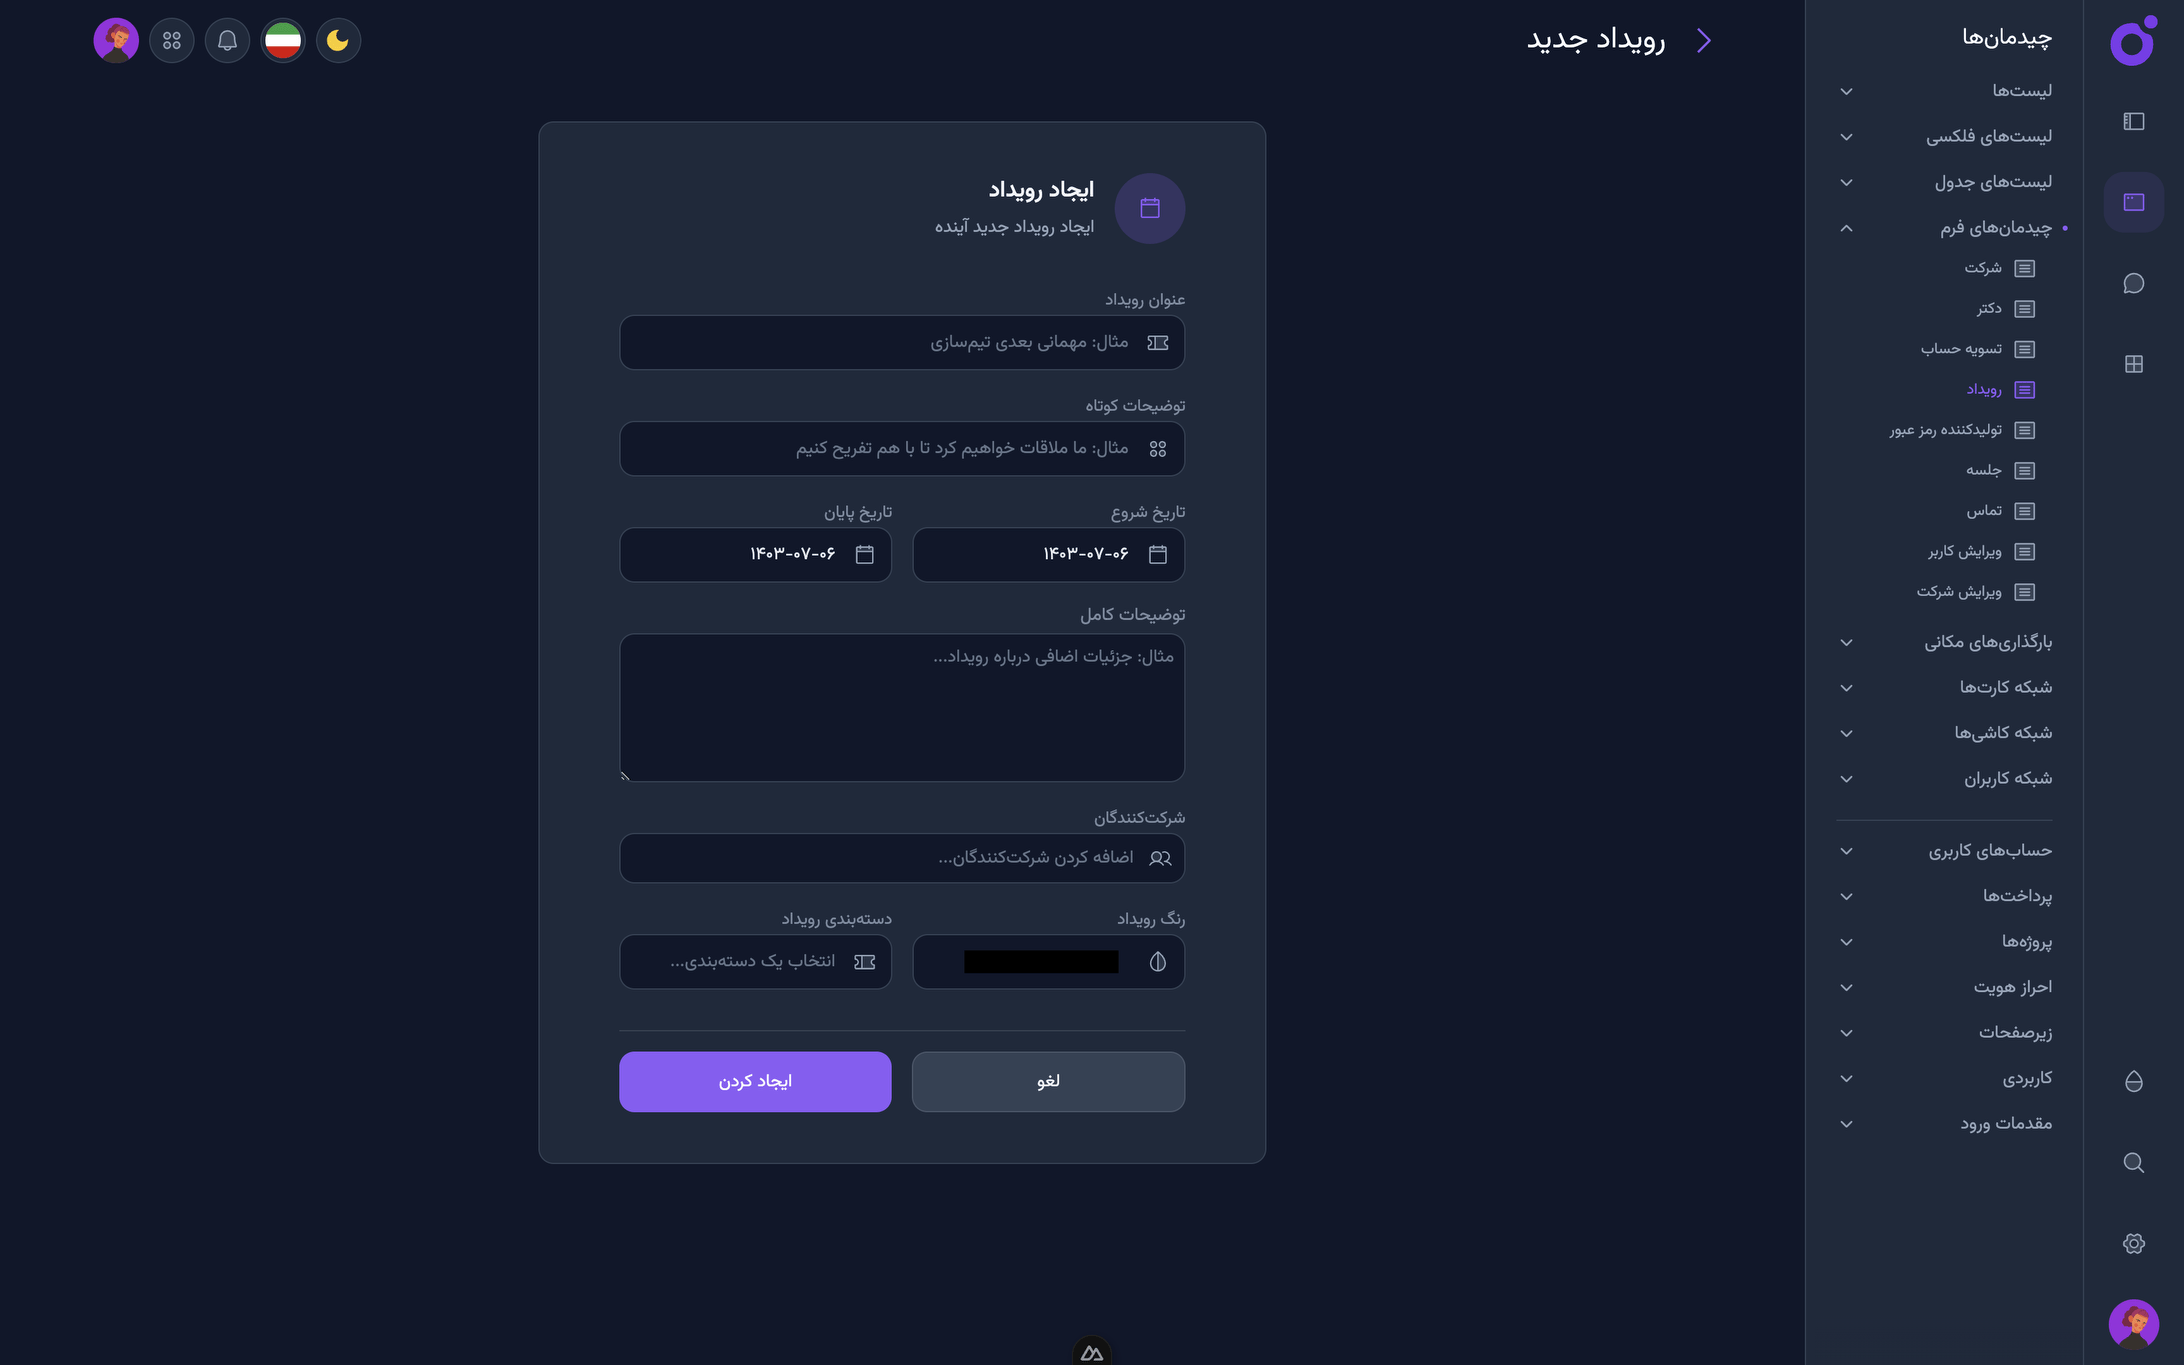 چیدمان‌ها
لیست‌ها
لیست‌های فلکسی
لیست‌های جدول
چیدمان‌های فرم
شرکت
دکتر
تسویه حساب
رویداد
تولیدکننده رمز عبور
جلسه
تماس
ویرایش کاربر
ویرایش شرکت
بارگذاری‌های مکانی
شبکه کارت‌ها
شبکه کاشی‌ها
شبکه کاربران
حساب‌های کاربری
پرداخت‌ها
پروژه‌ها
احراز هویت
زیرصفحات
کاربردی
مقدمات ورود
رویداد جدید
ایجاد رویداد
ایجاد رویداد جدید آینده
عنوان رویداد
مثال: مهمانی بعدی تیم‌سازی
توضیحات کوتاه
مثال: ما ملاقات خواهیم کرد تا با هم تفریح کنیم
تاریخ شروع
۱۴۰۳-۰۷-۰۶
تاریخ پایان
۱۴۰۳-۰۷-۰۶
توضیحات کامل
مثال: جزئیات اضافی درباره رویداد...
شرکت‌کنندگان
اضافه کردن شرکت‌کنندگان...
رنگ رویداد
دسته‌بندی رویداد
انتخاب یک دسته‌بندی...
لغو
ایجاد کردن